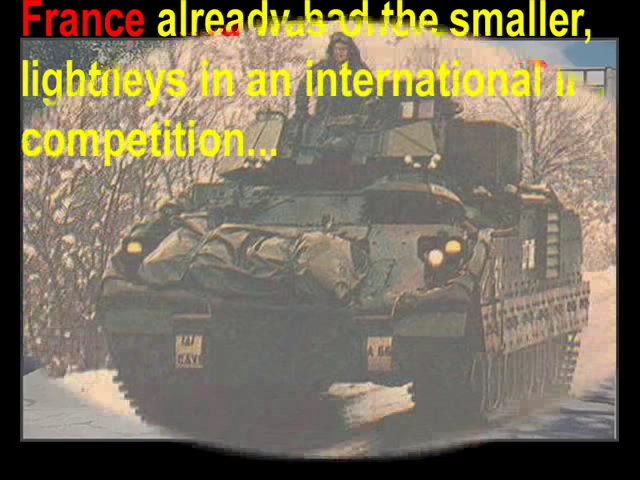 France already had the smaller,
in an international
competition...